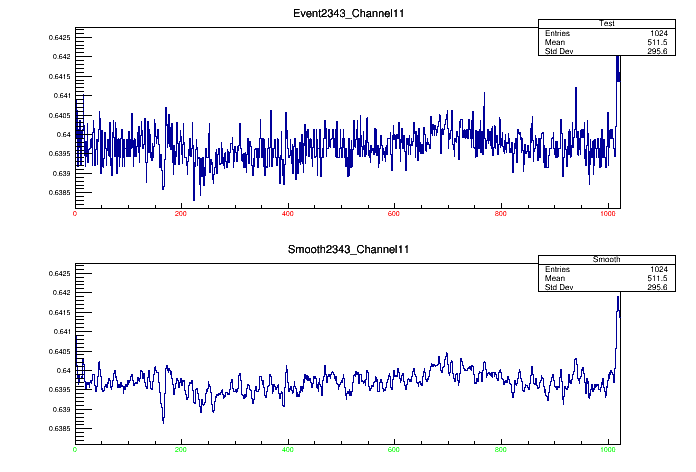 Event2343_Channel11
Test
Entries 1024
Mean 511.5
Std Dev 295.6
0.6425
0.642
0.6415
0.641
0.6405
0.64
0.6395
0.639
0.6385
0 200 400 600 800 1000
Smooth2343_Channel11
Smooth
Entries 1024
Mean 511.5
Std Dev 295.6
0.6425
0.642
0.6415
0.641
0.6405
0.64
0.6395
0.639
0.6385
0 200 400 600 800 1000